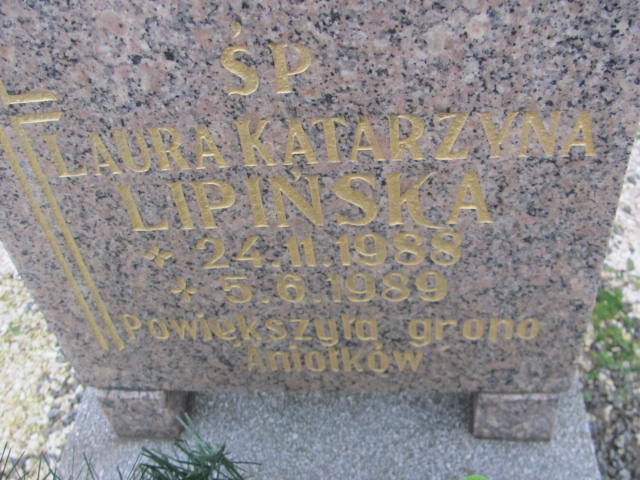 ŚP
LAURA KATARZYNA
LIPIŃSKA
* 24.11.1988
+ 5.6.1989
Powiększyła grono
Aniołków